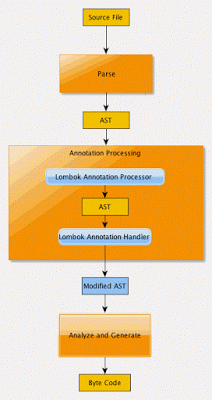 Source File
Parse
AST
Annotation Processing
Lombok Annotation Processor
AST
Lombok Annotation Handler
Modified AST
Analyze and Generate
Byte Code